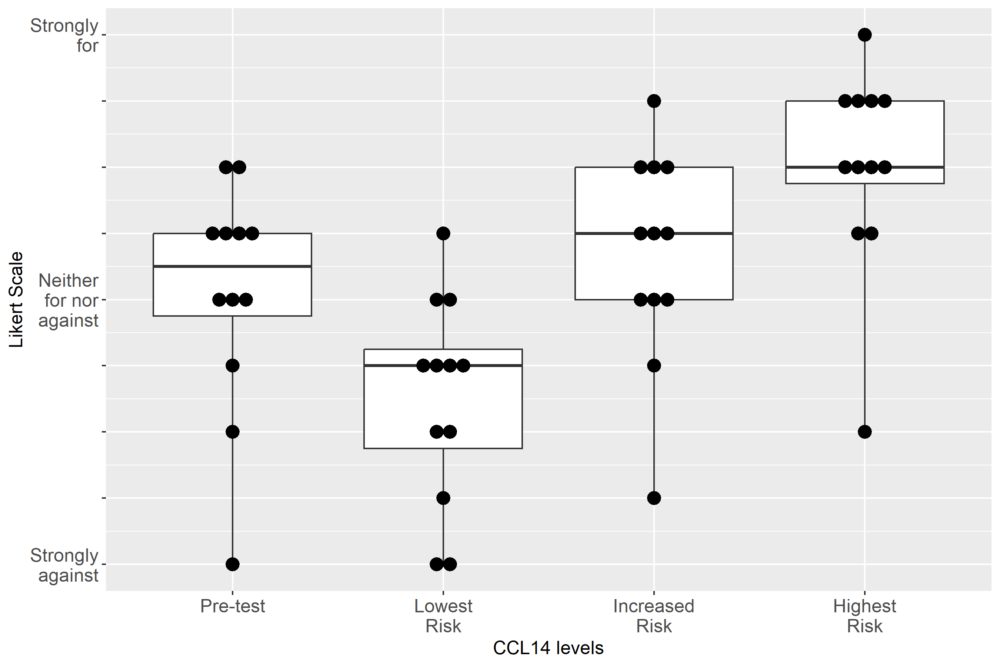 Strongly
for
Neither
for nor
against
Strongly
against
Likert Scale
Pre-test
Lowest
Risk
Increased
Risk
Highest
Risk
CCL14 levels